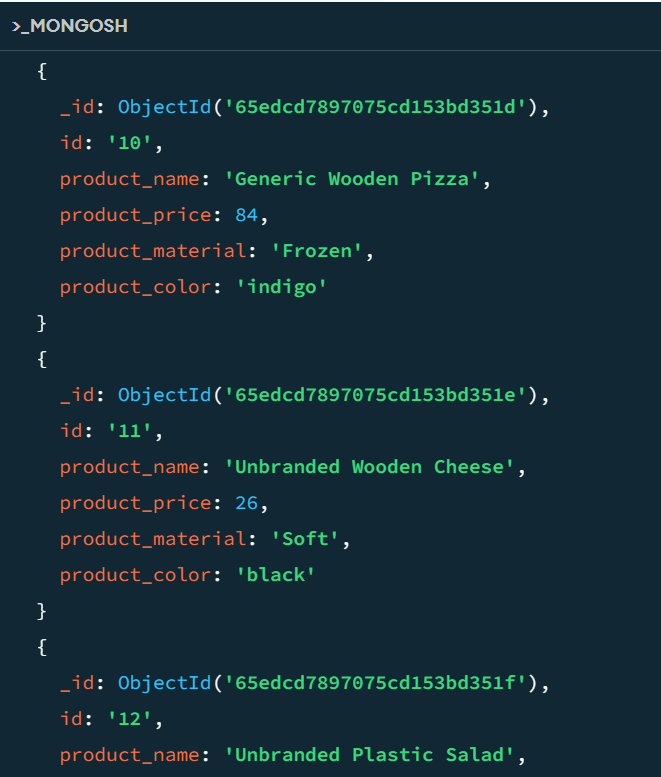 >_MONGOSH
{
_id: ObjectId('65edcd7897075cd153bd351d'),
id: '10',
product_name: 'Generic Wooden Pizza',
product_price: 84,
product_material: 'Frozen',
product_color: 'indigo'
}
{
_id: ObjectId('65edcd7897075cd153bd351e'),
id: '11',
product_name: 'Unbranded Wooden Cheese',
product_price: 26,
product_material: 'Soft',
product_color: 'black'
}
{
_id: ObjectId('65edcd7897075cd153bd351f'),
id: '12',
product_name: 'Unbranded Plastic Salad',